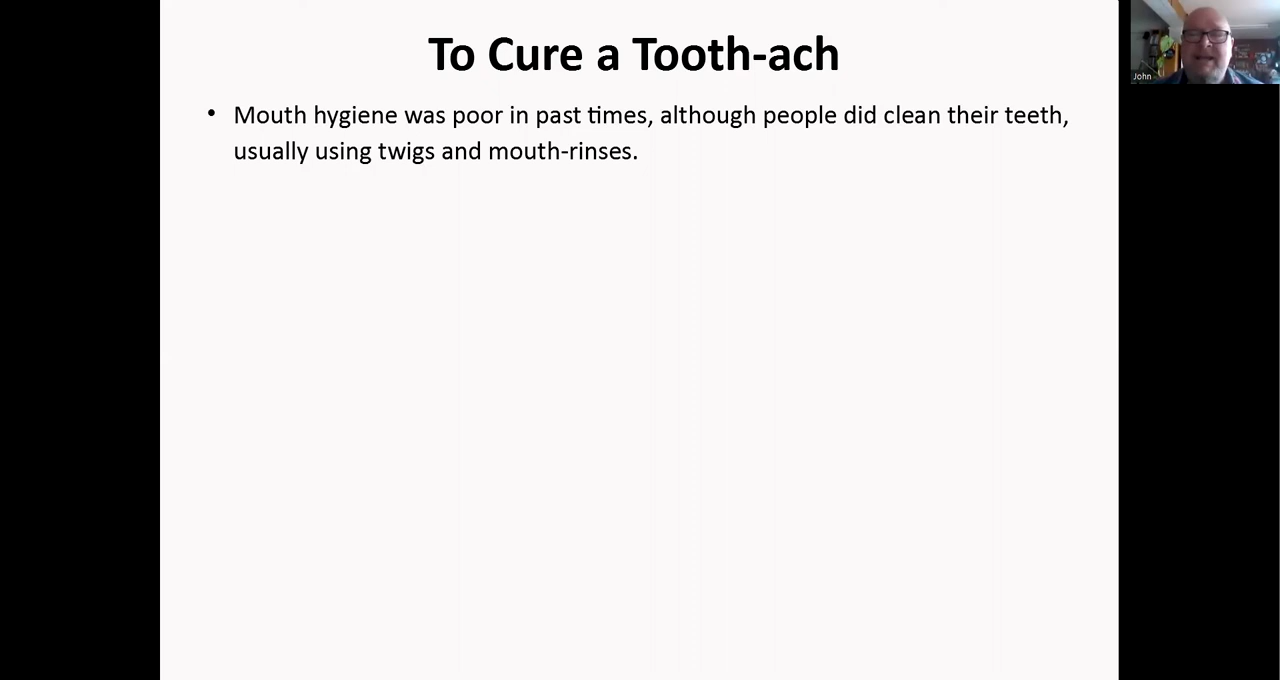 To Cure a Tooth-ach
• Mouth hygiene was poor in past times, although people did clean their teeth,
usually using twigs and mouth-rinses.
John